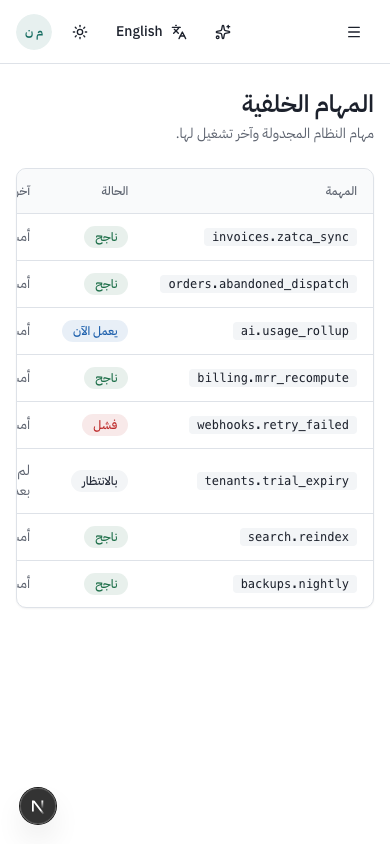 م ن
English
المهام الخلفية
مهام النظام المجدولة وآخر تشغيل لها.
المهمة الحالة
invoices.zatca_sync ناجح
orders.abandoned_dispatch ناجح
ai.usage_rollup يعمل الآن
billing.mrr_recompute ناجح
webhooks.retry_failed فشل
tenants.trial_expiry بالانتظار لم
search.reindex ناجح
backups.nightly ناجح
N